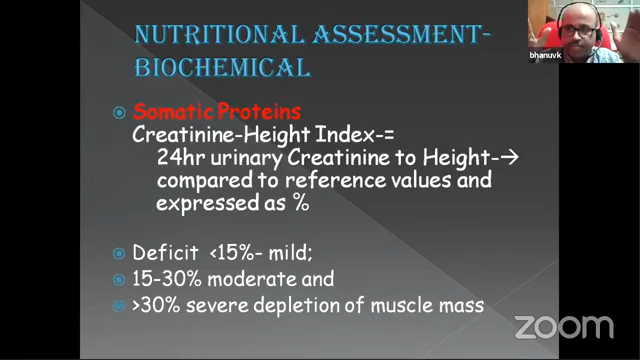 NUTRITIONAL ASSESSMENT-
BIOCHEMICAL
Somatic Proteins
Creatinine-Height Index-=
24hr urinary Creatinine to Height-→
compared to reference values and
expressed as %
Deficit <15%- mild;
15-30% moderate and
>30% severe depletion of muscle mass
bhanuvk
zoom